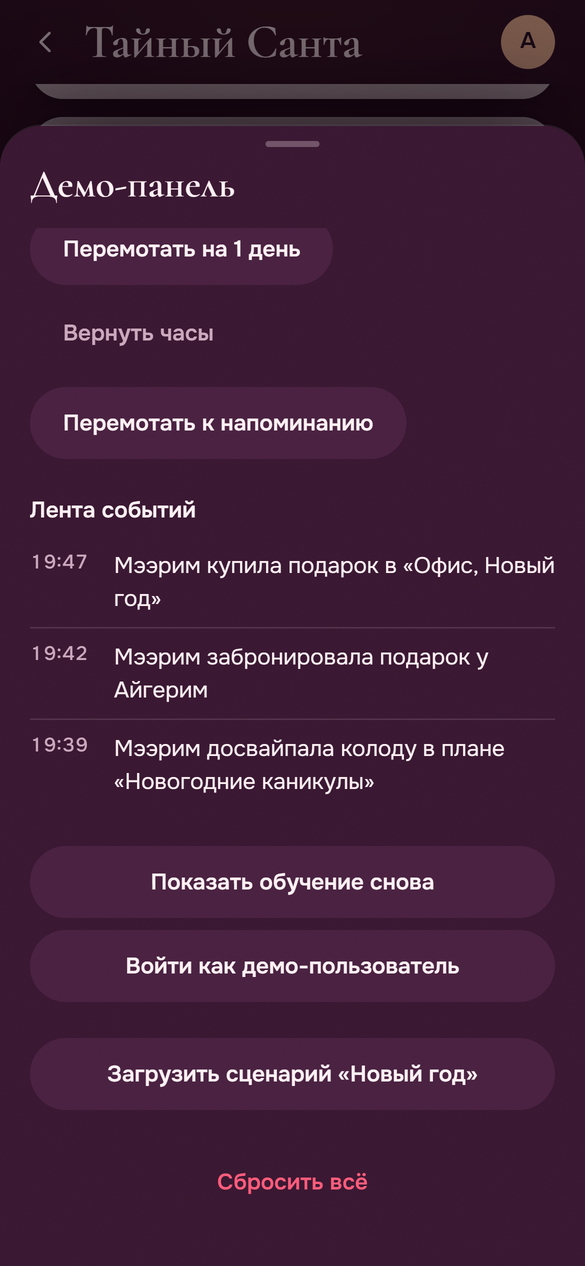 Тайный Санта
A
Демо-панель
Перемотать на 1 день
Вернуть часы
Перемотать к напоминанию
Лента событий
19:47
Мээрим купила подарок в «Офис, Новый
год»
19:42
Мээрим забронировала подарок у
Айгерим
19:39
Мээрим досвайпала колоду в плане
«Новогодние каникулы»
Показать обучение снова
Войти как демо-пользователь
Загрузить сценарий «Новый год»
Сбросить всё